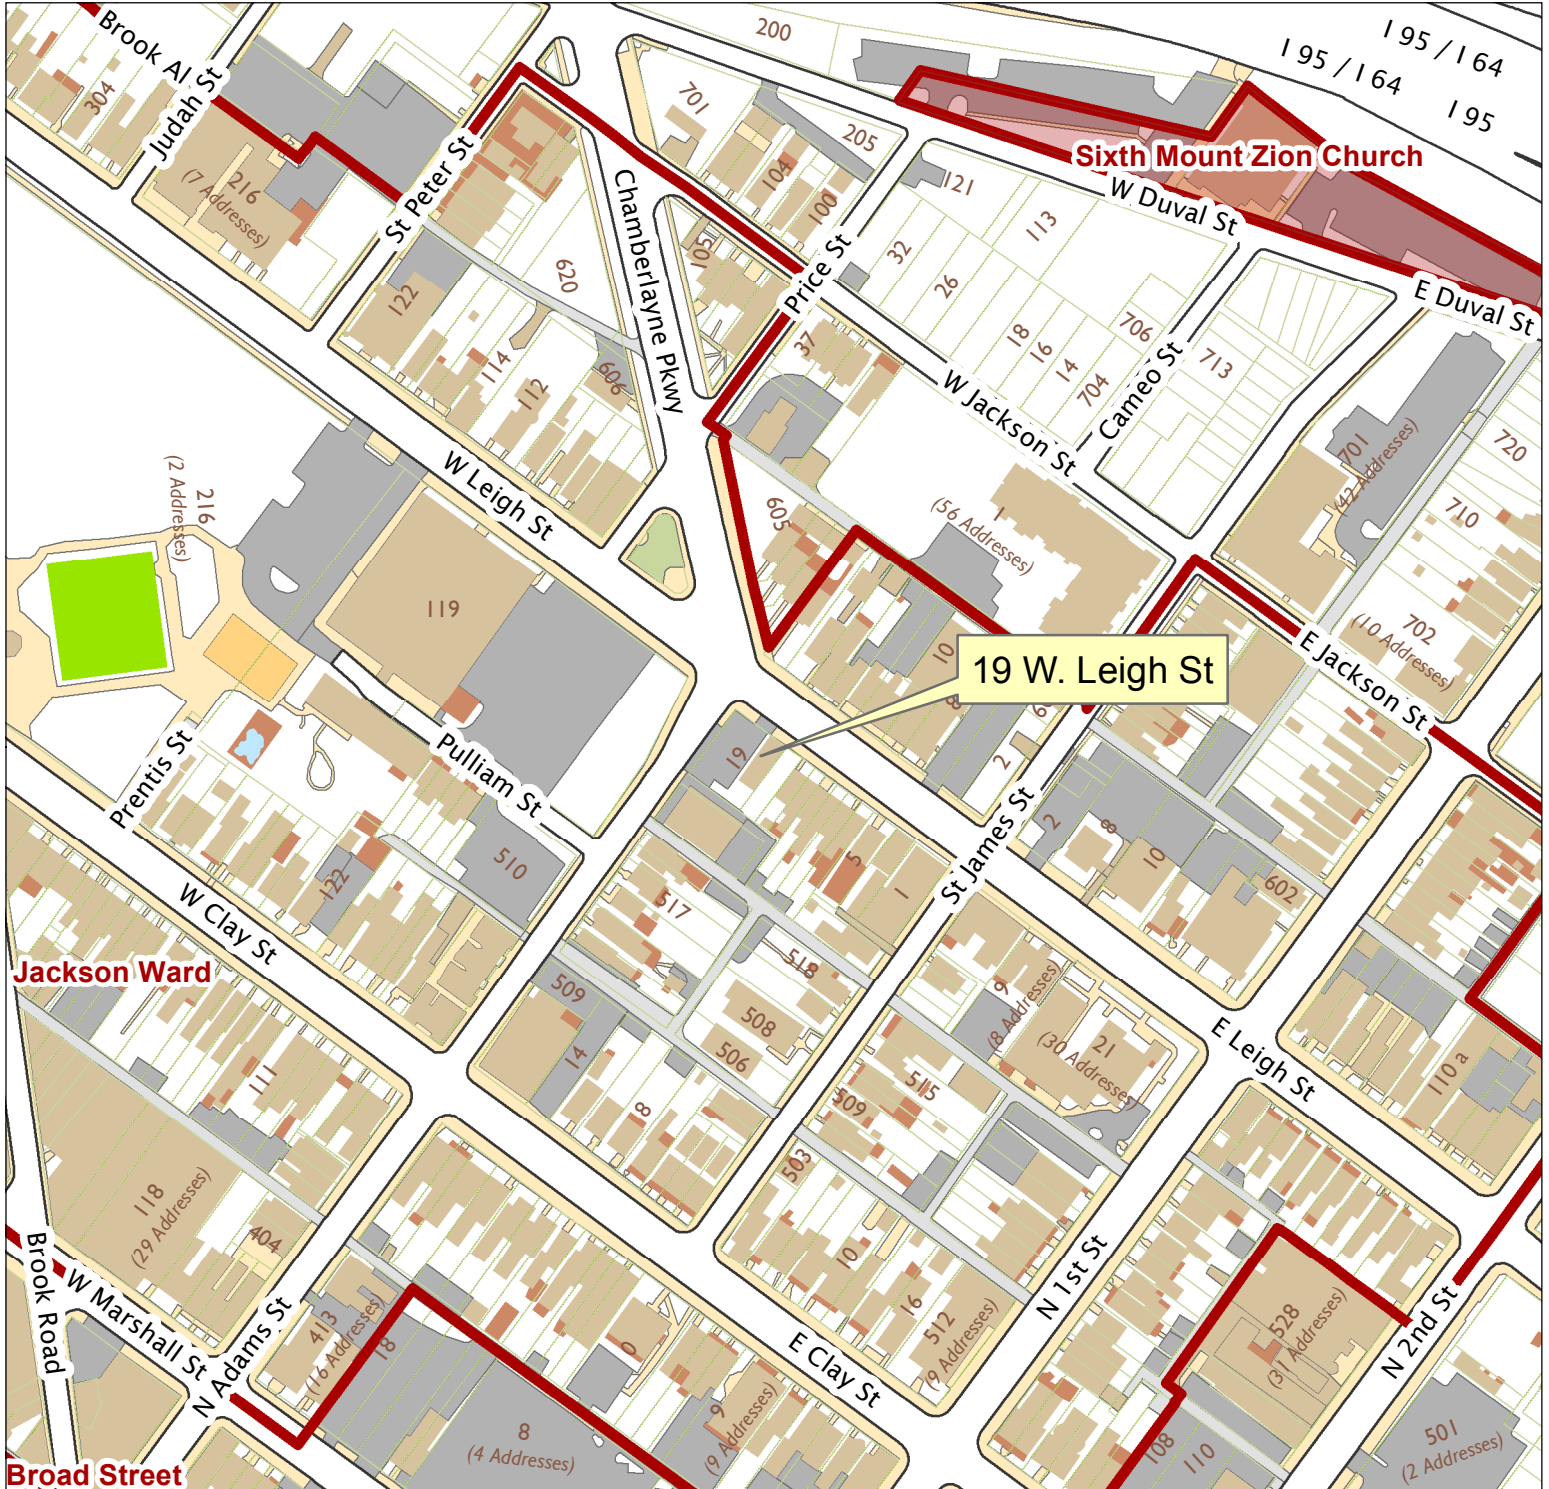 200
I 95 / I 64
I 95 / I 64
I 95
Brook Al
Judah St
304
701
205
Sixth Mount Zion Church
104
100
121
113
W Duval St
216
(7 Addresses)
St Peter St
Chamberlayne Pkwy
105
Price St
32
26
E Duval St
122
620
37
18
16
14
704
706
Cameo St
713
114
112
606
W Jackson St
701
(42 Addresses)
720
216
(2 Addresses)
W Leigh St
605
1
(56 Addresses)
710
119
10
8
6
702
(10 Addresses)
E Jackson St
19 W. Leigh St
19
2
Prentis St
Pulliam St
2
8
10
602
510
122
5
1
St James St
517
W Clay St
Jackson Ward
518
509
508
506
9
(8 Addresses)
21
(30 Addresses)
E Leigh St
14
8
111
515
509
110 a
503
118
(29 Addresses)
404
10
16
512
(9 Addresses)
N 1st St
Brook Road
W Marshall St
N Adams St
413
(16 Addresses)
18
0
E Clay St
528
(31 Addresses)
N 2nd St
8
(4 Addresses)
9
(9 Addresses)
108
110
501
(2 Addresses)
Broad Street